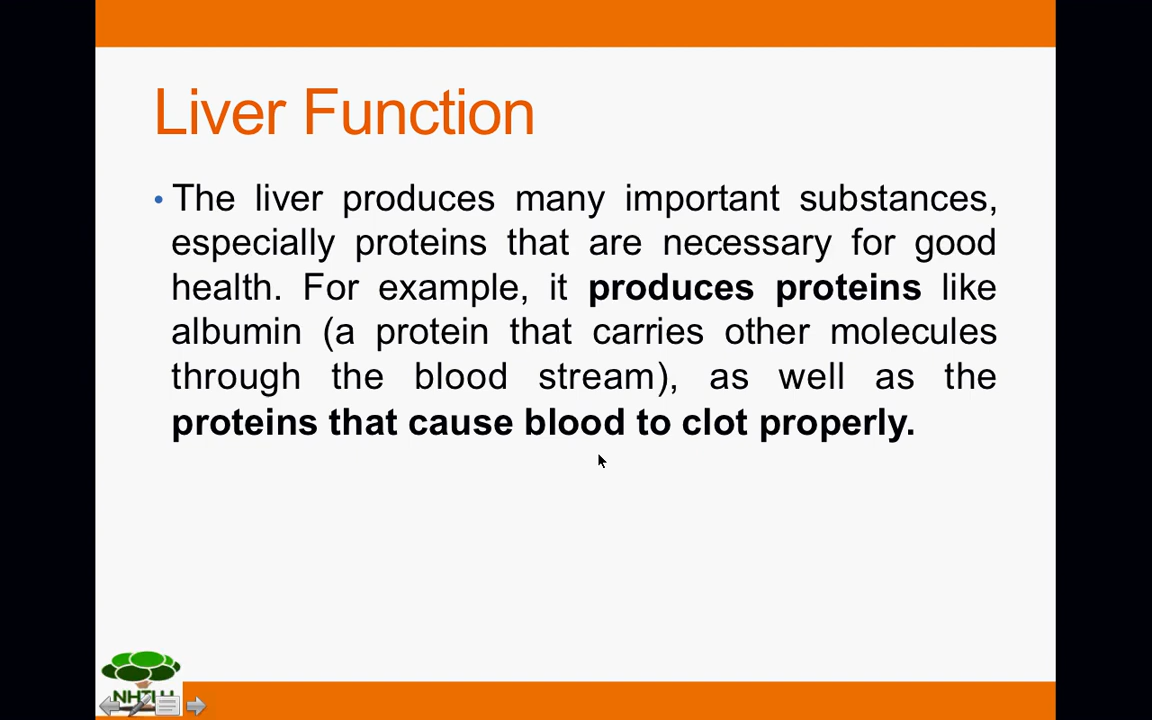 Liver Function
• The liver produces many important substances,
especially proteins that are necessary for good
health. For example, it produces proteins like
albumin (a protein that carries other molecules
through the blood stream), as well as the
proteins that cause blood to clot properly.